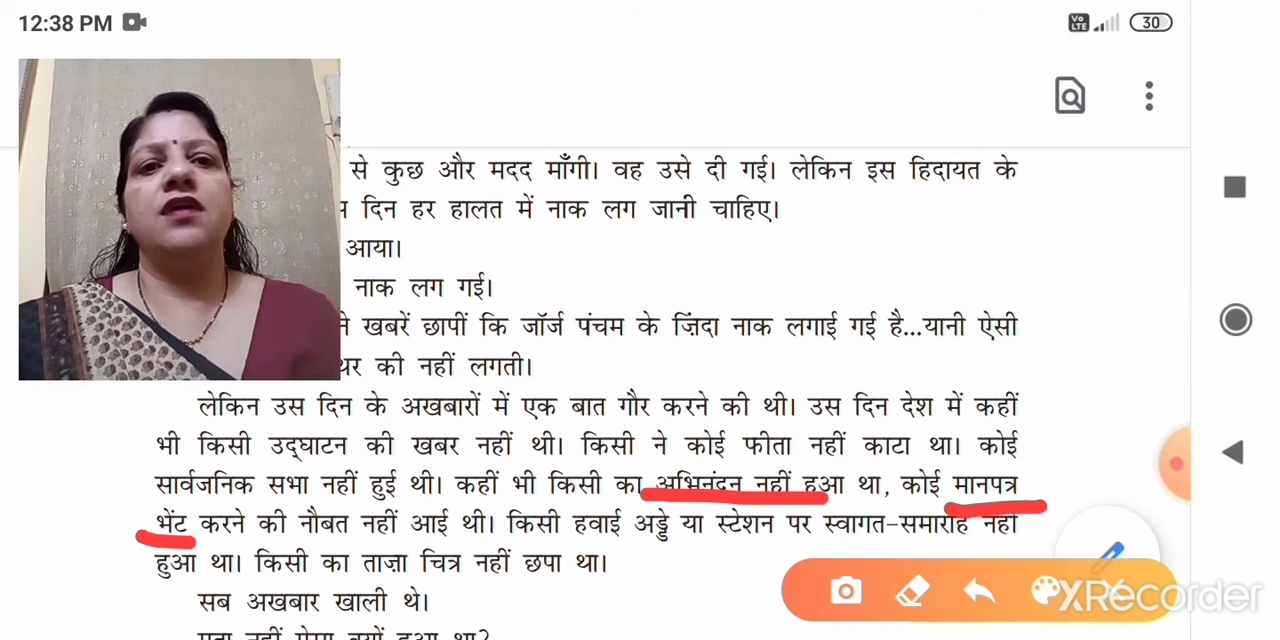 12:38 PM
Vo LTE 30
से कुछ और मदद माँगी। वह उसे दी गई। लेकिन इस हिदायत के
दिन हर हालत में नाक लग जानी चाहिए।
आया।
नाक लग गई।
ने खबरें छापीं कि जॉर्ज पंचम के ज़िंदा नाक लगाई गई है...यानी ऐसी
थर की नहीं लगती।
लेकिन उस दिन के अखबारों में एक बात गौर करने की थी। उस दिन देश में कहीं
भी किसी उद्घाटन की खबर नहीं थी। किसी ने कोई फीता नहीं काटा था। कोई
सार्वजनिक सभा नहीं हुई थी। कहीं भी किसी का अभिनंदन नहीं हुआ था, कोई मानपत्र
भेंट करने की नौबत नहीं आई थी। किसी हवाई अड्डे या स्टेशन पर स्वागत-समारोह नहीं
हुआ था। किसी का ताज़ा चित्र नहीं छपा था।
सब अखबार खाली थे।
XRecorder